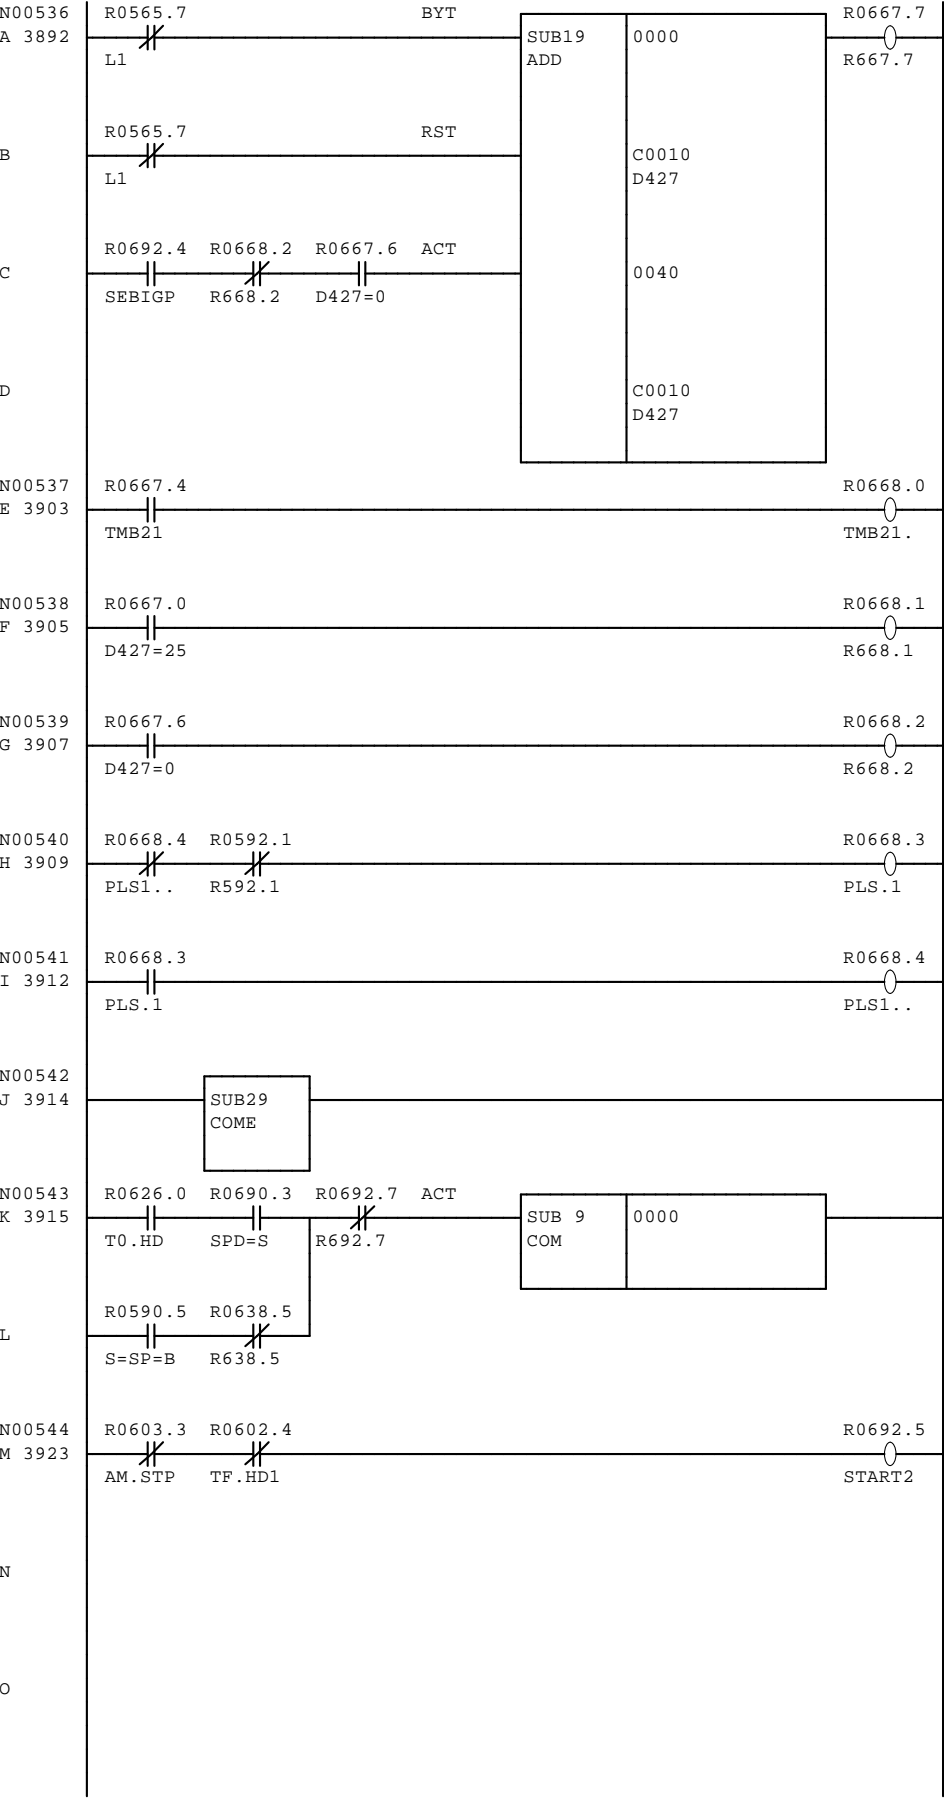 N00536 R0565.7 BYT R0667.7
A 3892 SUB19 0000
L1 ADD R667.7
R0565.7 RST
B C0010
L1 D427
R0692.4 R0668.2 R0667.6 ACT
C 0040
SEBIGP R668.2 D427=0
D C0010
D427
N00537 R0667.4 R0668.0
E 3903
TMB21 TMB21.
N00538 R0667.0 R0668.1
F 3905
D427=25 R668.1
N00539 R0667.6 R0668.2
G 3907
D427=0 R668.2
N00540 R0668.4 R0592.1 R0668.3
H 3909
PLS1.. R592.1 PLS.1
N00541 R0668.3 R0668.4
I 3912
PLS.1 PLS1..
N00542
J 3914 SUB29
COME
N00543 R0626.0 R0690.3 R0692.7 ACT
K 3915 SUB 9 0000
T0.HD SPD=S R692.7 COM
R0590.5 R0638.5
L
S=SP=B R638.5
N00544 R0603.3 R0602.4 R0692.5
M 3923
AM.STP TF.HD1 START2
N
O